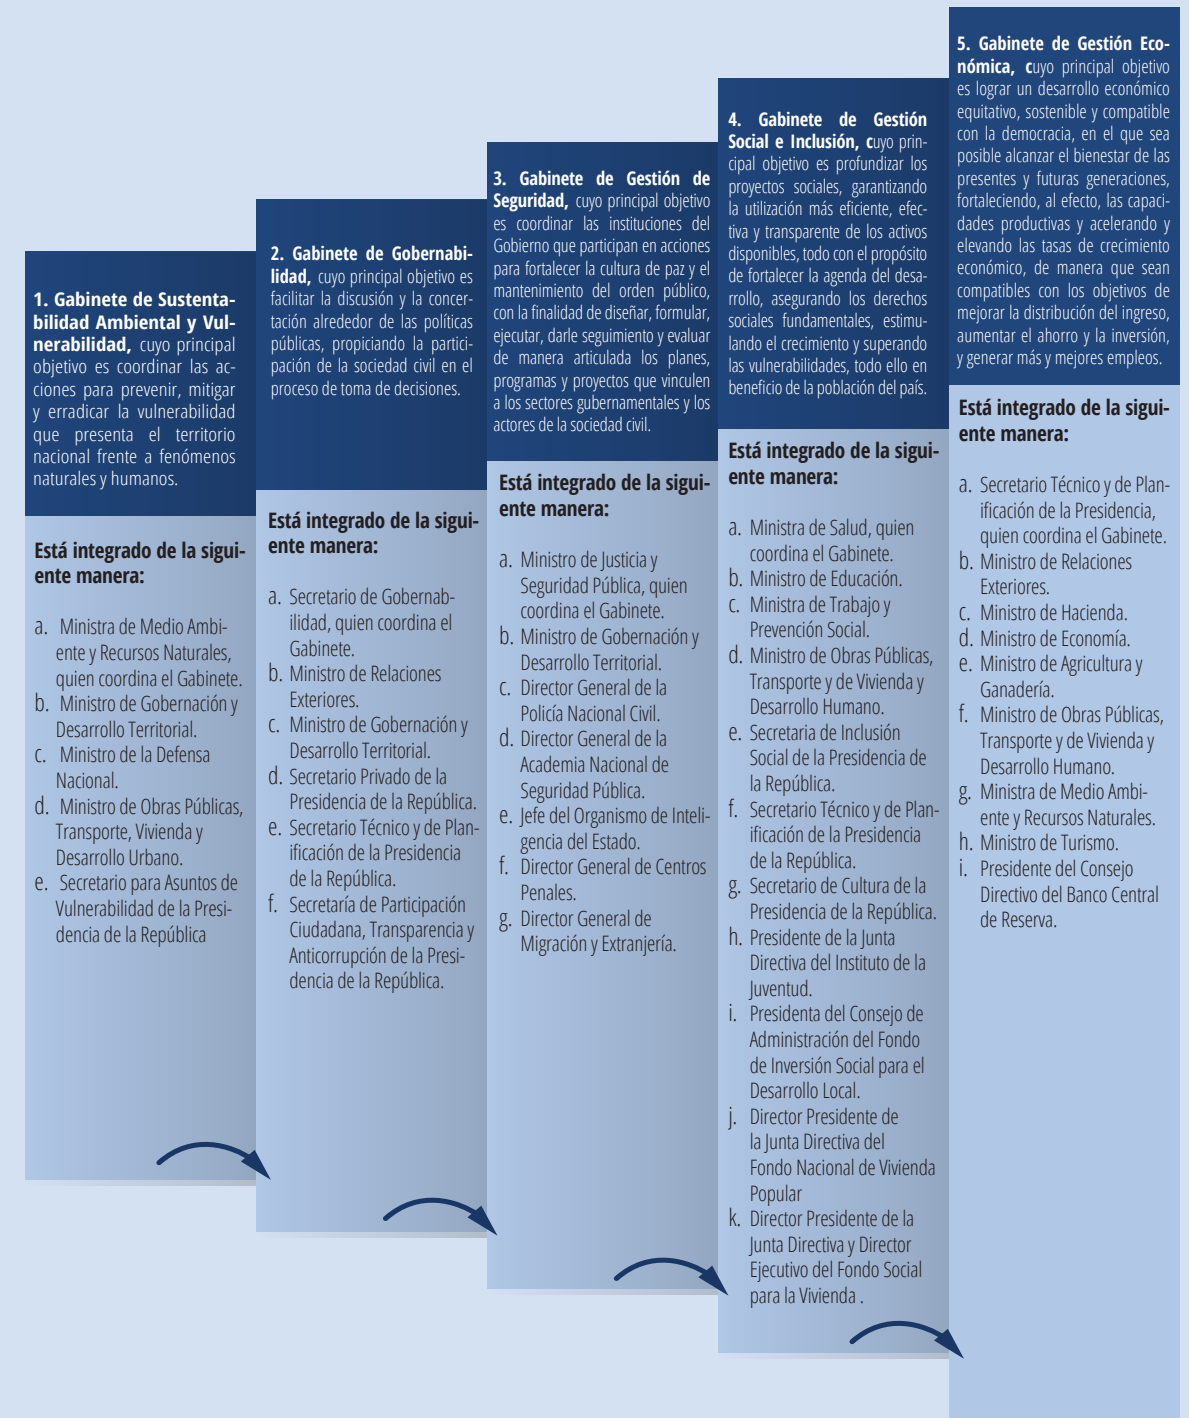 1. Gabinete de Sustenta-
bilidad Ambiental y Vul-
nerabilidad, cuyo principal
objetivo es coordinar las ac-
ciones para prevenir, mitigar
y erradicar la vulnerabilidad
que presenta el territorio
nacional frente a fenómenos
naturales y humanos.
Está integrado de la sigui-
ente manera:
a. Ministra de Medio Ambi-
ente y Recursos Naturales,
quien coordina el Gabinete.
b. Ministro de Gobernación y
Desarrollo Territorial.
c. Ministro de la Defensa
Nacional.
d. Ministro de Obras Públicas,
Transporte, Vivienda y
Desarrollo Urbano.
e. Secretario para Asuntos de
Vulnerabilidad de la Presi-
dencia de la República
2. Gabinete de Gobernabi-
lidad, cuyo principal objetivo es
facilitar la discusión y la concer-
tación alrededor de las políticas
públicas, propiciando la partici-
pación de la sociedad civil en el
proceso de toma de decisiones.
Está integrado de la sigui-
ente manera:
a. Secretario de Gobernab-
ilidad, quien coordina el
Gabinete.
b. Ministro de Relaciones
Exteriores.
c. Ministro de Gobernación y
Desarrollo Territorial.
d. Secretario Privado de la
Presidencia de la República.
e. Secretario Técnico y de Plan-
ificación de la Presidencia
de la República.
f. Secretaría de Participación
Ciudadana, Transparencia y
Anticorrupción de la Presi-
dencia de la República.
3. Gabinete de Gestión de
Seguridad, cuyo principal objetivo
es coordinar las instituciones del
Gobierno que participan en acciones
para fortalecer la cultura de paz y el
mantenimiento del orden público,
con la finalidad de diseñar, formular,
ejecutar, darle seguimiento y evaluar
de manera articulada los planes,
programas y proyectos que vinculen
a los sectores gubernamentales y los
actores de la sociedad civil.
Está integrado de la sigui-
ente manera:
a. Ministro de Justicia y
Seguridad Pública, quien
coordina el Gabinete.
b. Ministro de Gobernación y
Desarrollo Territorial.
c. Director General de la
Policía Nacional Civil.
d. Director General de la
Academia Nacional de
Seguridad Pública.
e. Jefe del Organismo de Inteli-
gencia del Estado.
f. Director General de Centros
Penales.
g. Director General de
Migración y Extranjería.
4. Gabinete de Gestión
Social e Inclusión, cuyo prin-
cipal objetivo es profundizar los
proyectos sociales, garantizando
la utilización más eficiente, efec-
tiva y transparente de los activos
disponibles, todo con el propósito
de fortalecer la agenda del desa-
rrollo, asegurando los derechos
sociales fundamentales, estimu-
lando el crecimiento y superando
las vulnerabilidades, todo ello en
beneficio de la población del país.
Está integrado de la sigui-
ente manera:
a. Ministra de Salud, quien
coordina el Gabinete.
b. Ministro de Educación.
c. Ministra de Trabajo y
Prevención Social.
d. Ministro de Obras Públicas,
Transporte y de Vivienda y
Desarrollo Humano.
e. Secretaria de Inclusión
Social de la Presidencia de
la República.
f. Secretario Técnico y de Plan-
ificación de la Presidencia
de la República.
g. Secretario de Cultura de la
Presidencia de la República.
h. Presidente de la Junta
Directiva del Instituto de la
Juventud.
i. Presidenta del Consejo de
Administración del Fondo
de Inversión Social para el
Desarrollo Local.
j. Director Presidente de
la Junta Directiva del
Fondo Nacional de Vivienda
Popular
k. Director Presidente de la
Junta Directiva y Director
Ejecutivo del Fondo Social
para la Vivienda .
5. Gabinete de Gestión Eco-
nómica, cuyo principal objetivo
es lograr un desarrollo económico
equitativo, sostenible y compatible
con la democracia, en el que sea
posible alcanzar el bienestar de las
presentes y futuras generaciones,
fortaleciendo, al efecto, las capaci-
dades productivas y acelerando y
elevando las tasas de crecimiento
económico, de manera que sean
compatibles con los objetivos de
mejorar la distribución del ingreso,
aumentar el ahorro y la inversión,
y generar más y mejores empleos.
Está integrado de la sigui-
ente manera:
a. Secretario Técnico y de Plan-
ificación de la Presidencia,
quien coordina el Gabinete.
b. Ministro de Relaciones
Exteriores.
c. Ministro de Hacienda.
d. Ministro de Economía.
e. Ministro de Agricultura y
Ganadería.
f. Ministro de Obras Públicas,
Transporte y de Vivienda y
Desarrollo Humano.
g. Ministra de Medio Ambi-
ente y Recursos Naturales.
h. Ministro de Turismo.
i. Presidente del Consejo
Directivo del Banco Central
de Reserva.